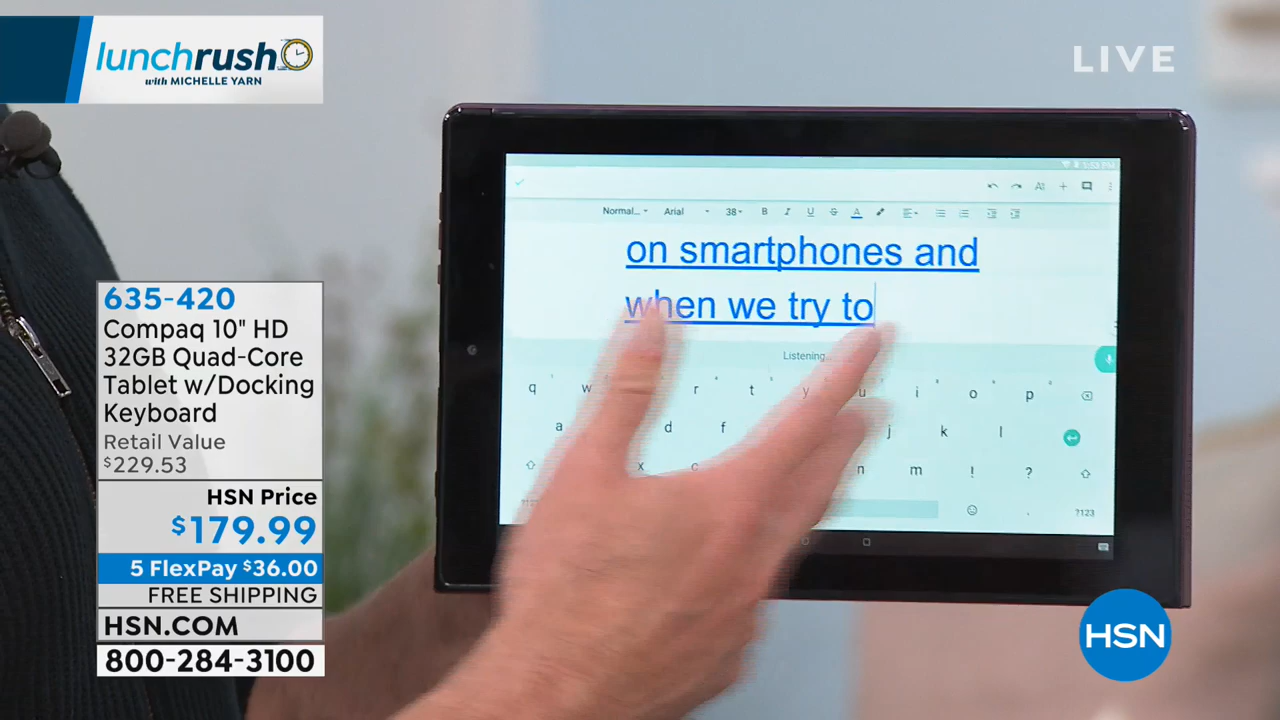 lunchrush
with MICHELLE YARN
LIVE
635-420
Compaq 10" HD
32GB Quad-Core
Tablet w/Docking
Keyboard
Retail Value
$229.53
HSN Price
$179.99
5 FlexPay $36.00
FREE SHIPPING
HSN.COM
800-284-3100
Normal...
Arial
38
B I U S A
on smartphones and
when we try to
Listening
q w r t y u i o p
a d f j k l
x c n m ! ?
?123
HSN